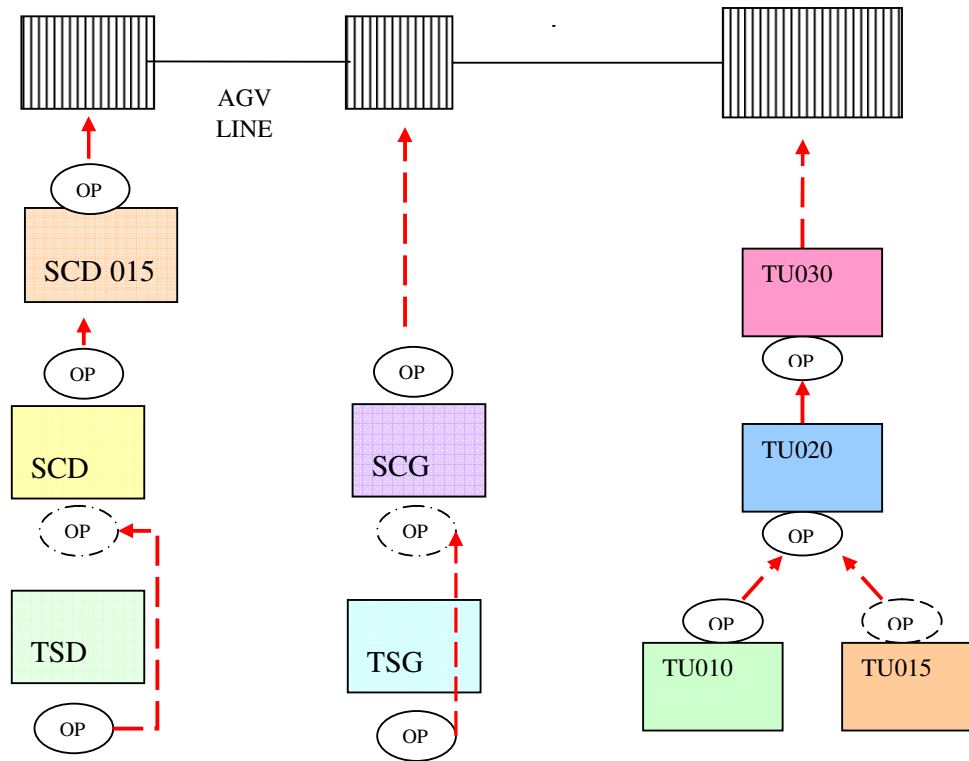 AGV
LINE
OP
SCD 015
TU030
OP
OP
OP
SCD
SCG
TU020
OP
OP
OP
OP
OP
TSD
TSG
TU010
TU015
OP
OP